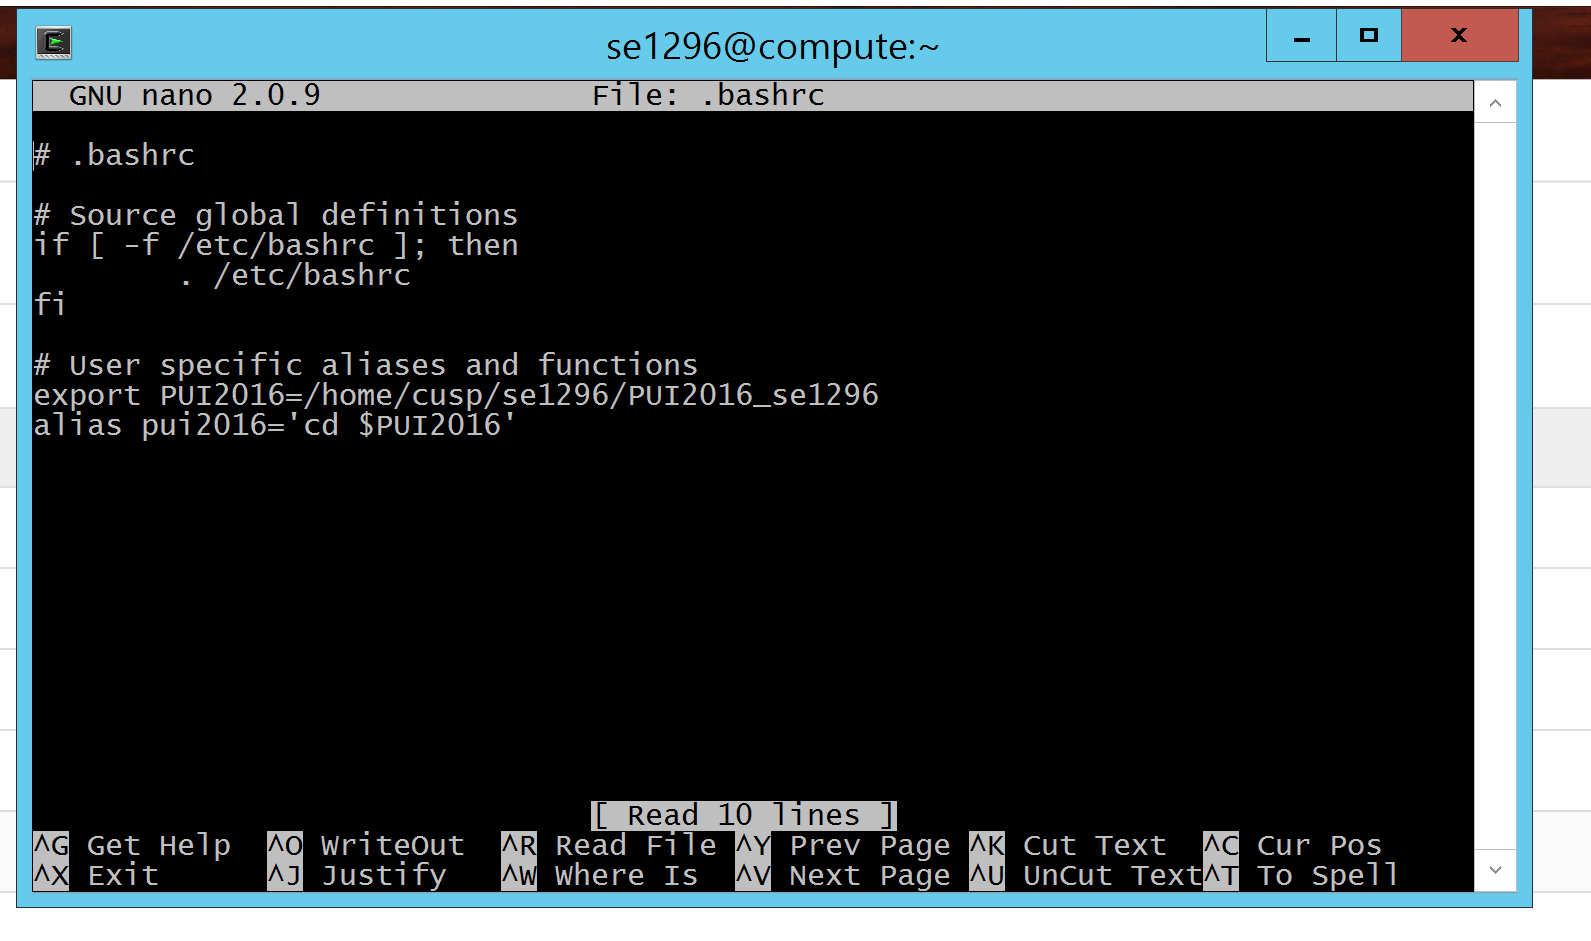 se1296@compute:~
GNU nano 2.0.9 File: .bashrc
# .bashrc
# Source global definitions
if [ -f /etc/bashrc ]; then
. /etc/bashrc
fi
# User specific aliases and functions
export PUI2016=/home/cusp/se1296/PUI2016_se1296
alias pui2016='cd $PUI2016'
[ Read 10 lines ]
^G Get Help ^O WriteOut ^R Read File ^Y Prev Page ^K Cut Text ^C Cur Pos
^X Exit ^J Justify ^W Where Is ^V Next Page ^U UnCut Text ^T To Spell